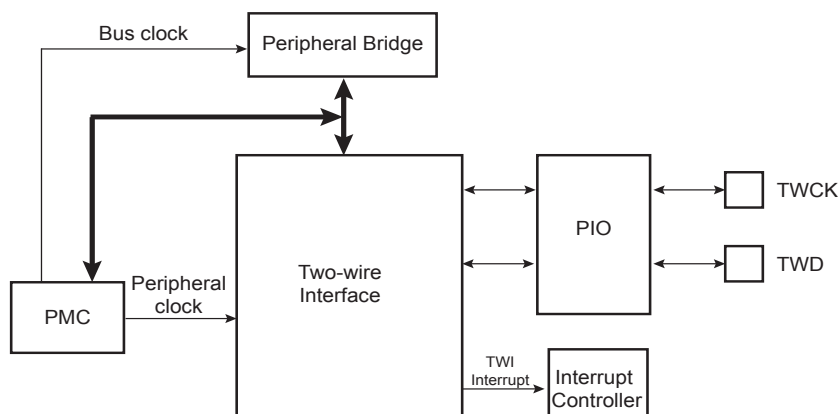 Bus clock
Peripheral Bridge
TWCK
PIO
TWD
Two-wire
Interface
Peripheral
clock
PMC
TWI
Interrupt
Interrupt
Controller